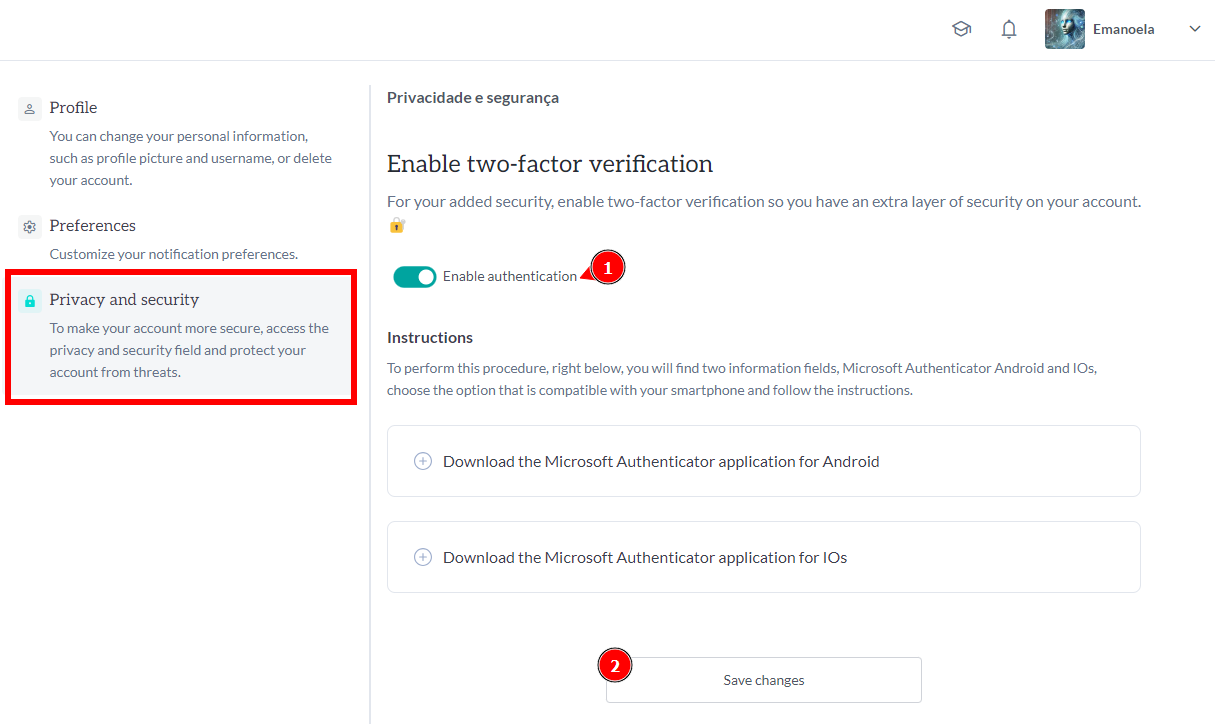 Emanoela
Profile
You can change your personal information,
such as profile picture and username, or delete
your account.
Preferences
Customize your notification preferences.
Privacy and security
To make your account more secure, access the
privacy and security field and protect your
account from threats.
Privacidade e segurança
Enable two-factor verification
For your added security, enable two-factor verification so you have an extra layer of security on your account.
Enable authentication
1
Instructions
To perform this procedure, right below, you will find two information fields, Microsoft Authenticator Android and IOs,
choose the option that is compatible with your smartphone and follow the instructions.
Download the Microsoft Authenticator application for Android
Download the Microsoft Authenticator application for IOs
2
Save changes